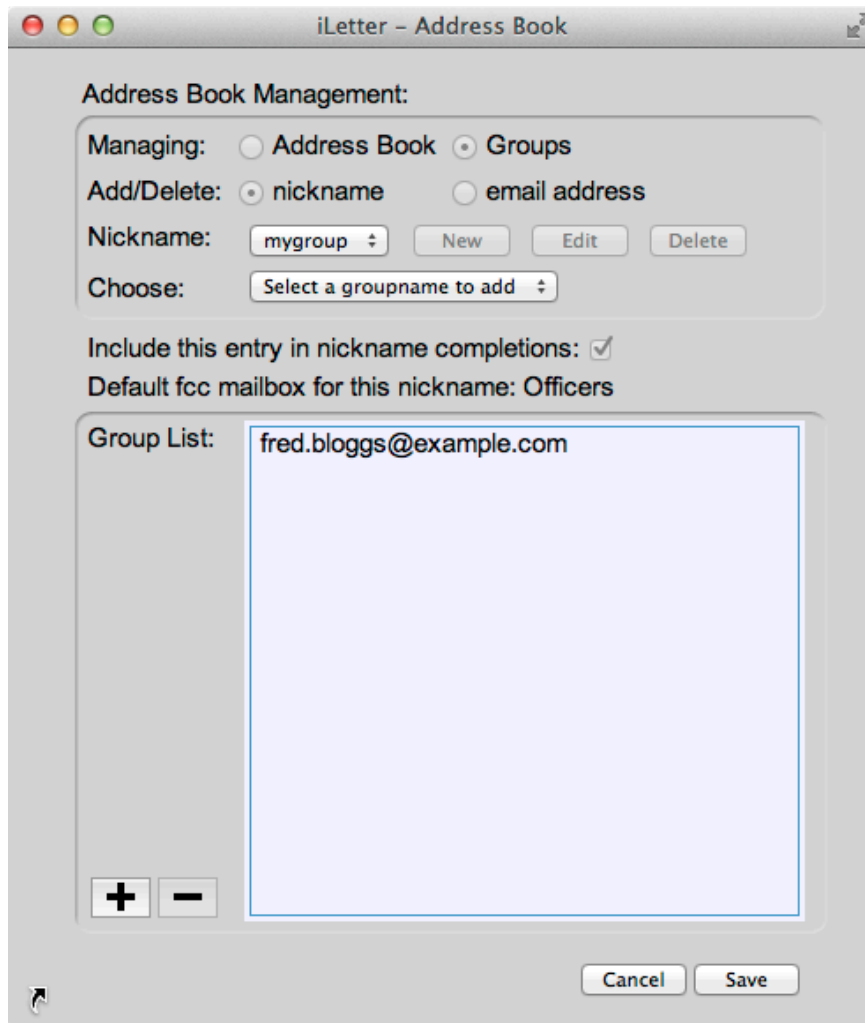 iLetter – Address Book
Address Book Management:
Managing: Address Book Groups
Add/Delete: nickname email address
Nickname: mygroup New Edit Delete
Choose: Select a groupname to add
Include this entry in nickname completions:
Default fcc mailbox for this nickname: Officers
Group List: fred.bloggs@example.com
Cancel Save